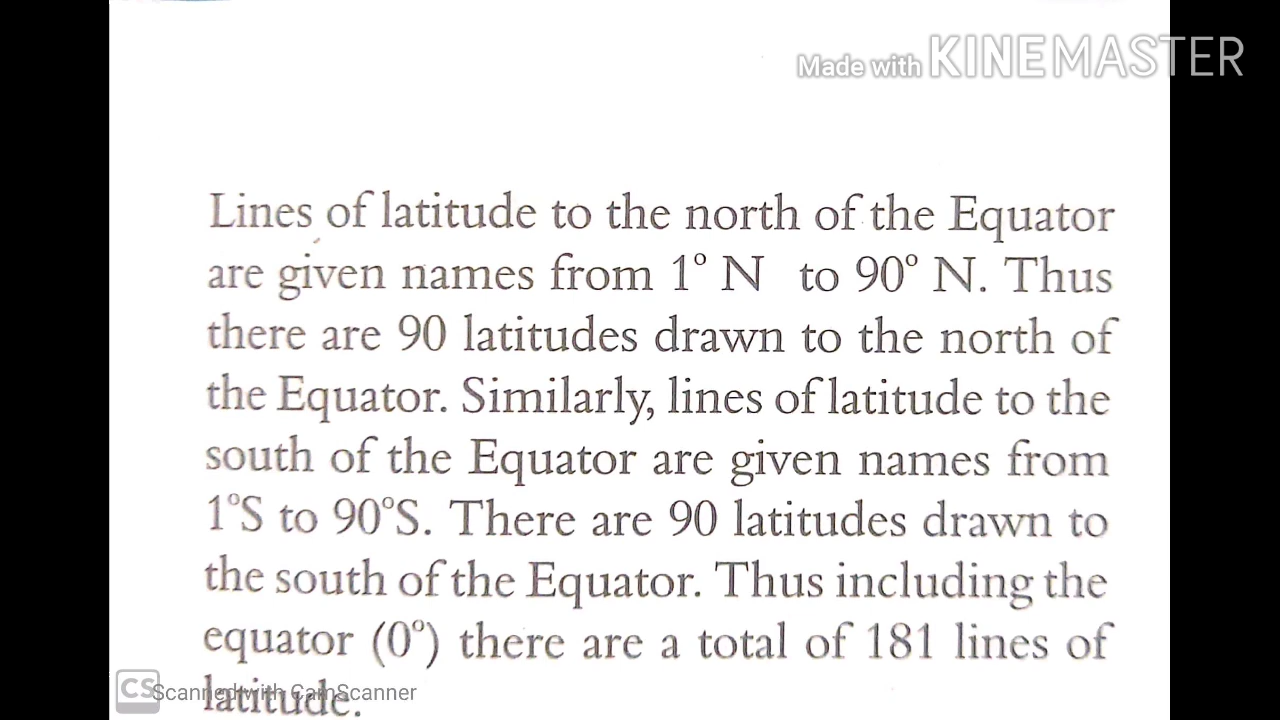 Made with KINEMASTER
Lines of latitude to the north of the Equator
are given names from 1° N to 90° N. Thus
there are 90 latitudes drawn to the north of
the Equator. Similarly, lines of latitude to the
south of the Equator are given names from
1°S to 90°S. There are 90 latitudes drawn to
the south of the Equator. Thus including the
equator (0°) there are a total of 181 lines of
latitude.
CS Scanned with CamScanner